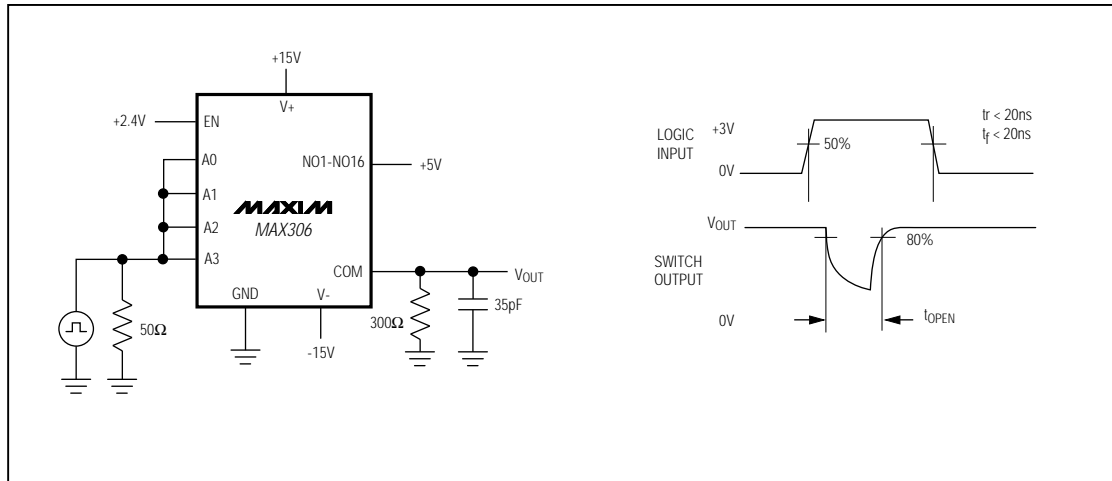 +15V
V+
+2.4V
EN
A0
NO1-NO16
+5V
A1
MAXIM
A2
MAX306
A3
COM
VOUT
GND
V-
50Ω
300Ω
35pF
-15V
LOGIC
INPUT
+3V
50%
0V
tr < 20ns
tf < 20ns
VOUT
80%
SWITCH
OUTPUT
0V
tOPEN